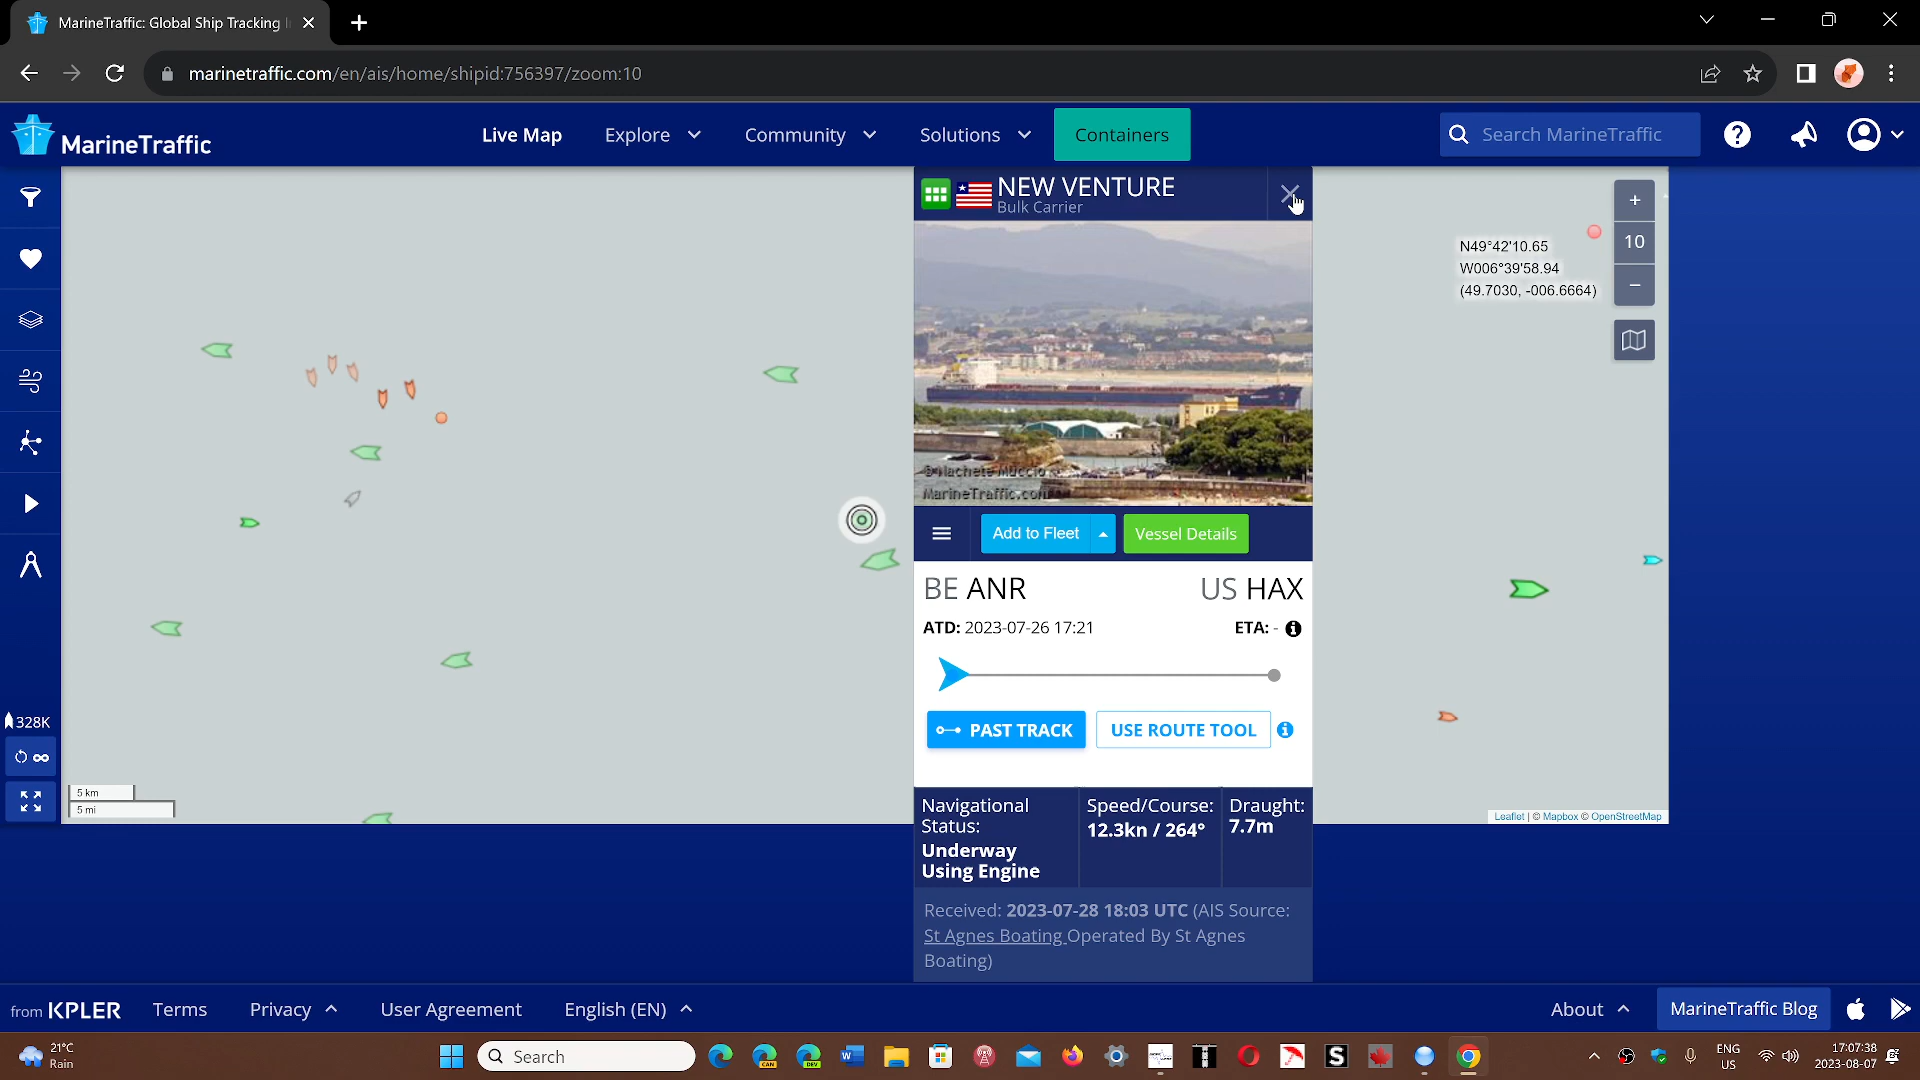 MarineTraffic: Global Ship Tracking
marinetraffic.com/en/ais/home/shipid:756397/zoom:10
MarineTraffic
Live Map
Explore
Community
Solutions
Containers
Search MarineTraffic
NEW VENTURE
Bulk Carrier
N49°42'10.65
W006°39'58.94
(49.7030, -006.6664)
+
10
−
© Nachete Muccio
MarineTraffic.com
Add to Fleet
Vessel Details
BE ANR
US HAX
ATD: 2023-07-26 17:21
ETA: -
PAST TRACK
USE ROUTE TOOL
328K
5 km
5 mi
Navigational
Status:
Underway
Using Engine
Speed/Course:
12.3kn / 264°
Draught:
7.7m
Leaflet | © Mapbox © OpenStreetMap
Received: 2023-07-28 18:03 UTC (AIS Source:
St Agnes Boating Operated By St Agnes
Boating)
from KPLER
Terms
Privacy
User Agreement
English (EN)
About
MarineTraffic Blog
21°C
Rain
Search
CAN
DEV
ENG
US
17:07:38
2023-08-07